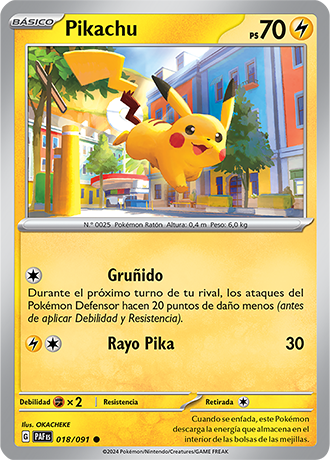 BÁSICO Pikachu PS 70
N.º 0025 Pokémon Ratón Altura: 0,4 m Peso: 6,0 kg
Gruñido
Durante el próximo turno de tu rival, los ataques del
Pokémon Defensor hacen 20 puntos de daño menos (antes
de aplicar Debilidad y Resistencia).
Rayo Pika 30
Debilidad ×2 Resistencia Retirada
Ilus. OKACHEKE
G PAF ES 018/091
Cuando se enfada, este Pokémon
descarga la energía que almacena en el
interior de las bolsas de las mejillas.
©2024 Pokémon/Nintendo/Creatures/GAME FREAK